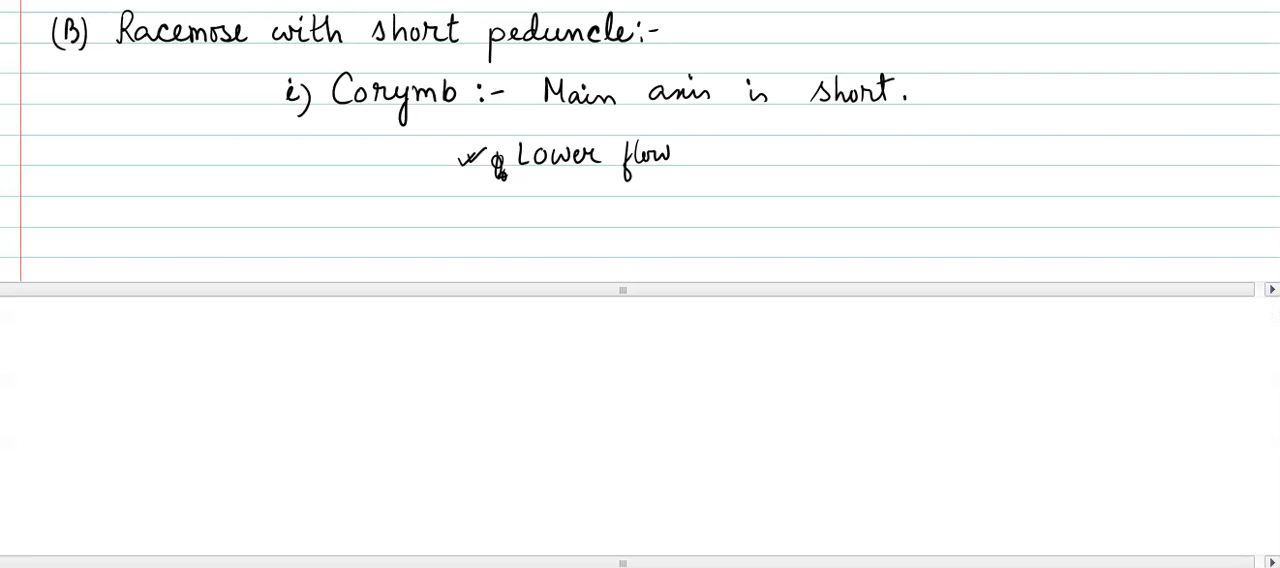 (B) Racemose with short peduncle:-
i) Corymb :- Main axis is short.
Lower flow